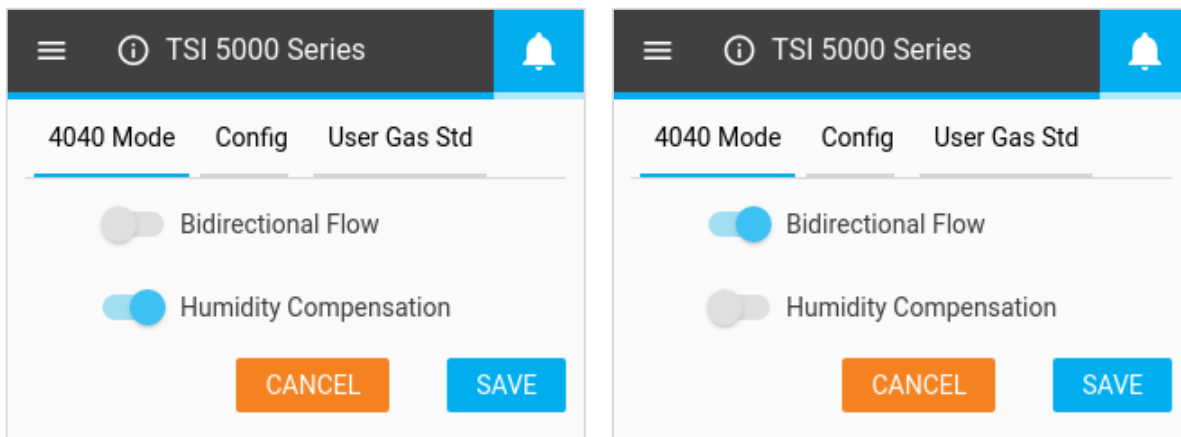 TSI 5000 Series
4040 Mode Config User Gas Std
Bidirectional Flow
Humidity Compensation
CANCEL SAVE
TSI 5000 Series
4040 Mode Config User Gas Std
Bidirectional Flow
Humidity Compensation
CANCEL SAVE